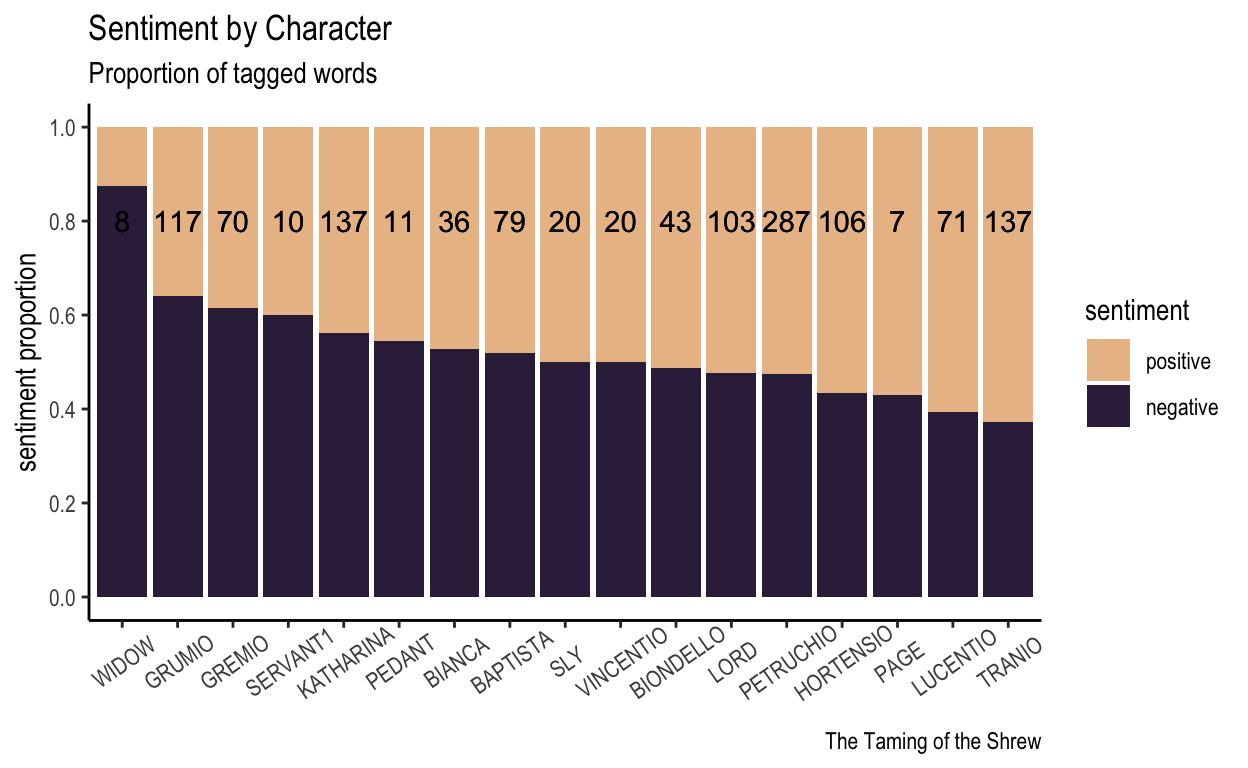 Sentiment by Character
Proportion of tagged words
sentiment proportion
1.0
0.8
0.6
0.4
0.2
0.0
8 117 70 10 137 11 36 79 20 20 43 103 287 106 7 71 137
WIDOW GRUMIO GREMIO SERVANT1 KATHARINA PEDANT BIANCA BAPTISTA SLY VINCENTIO BIONDELLO LORD PETRUCHIO HORTENSIO PAGE LUCENTIO TRANIO
sentiment
positive
negative
The Taming of the Shrew